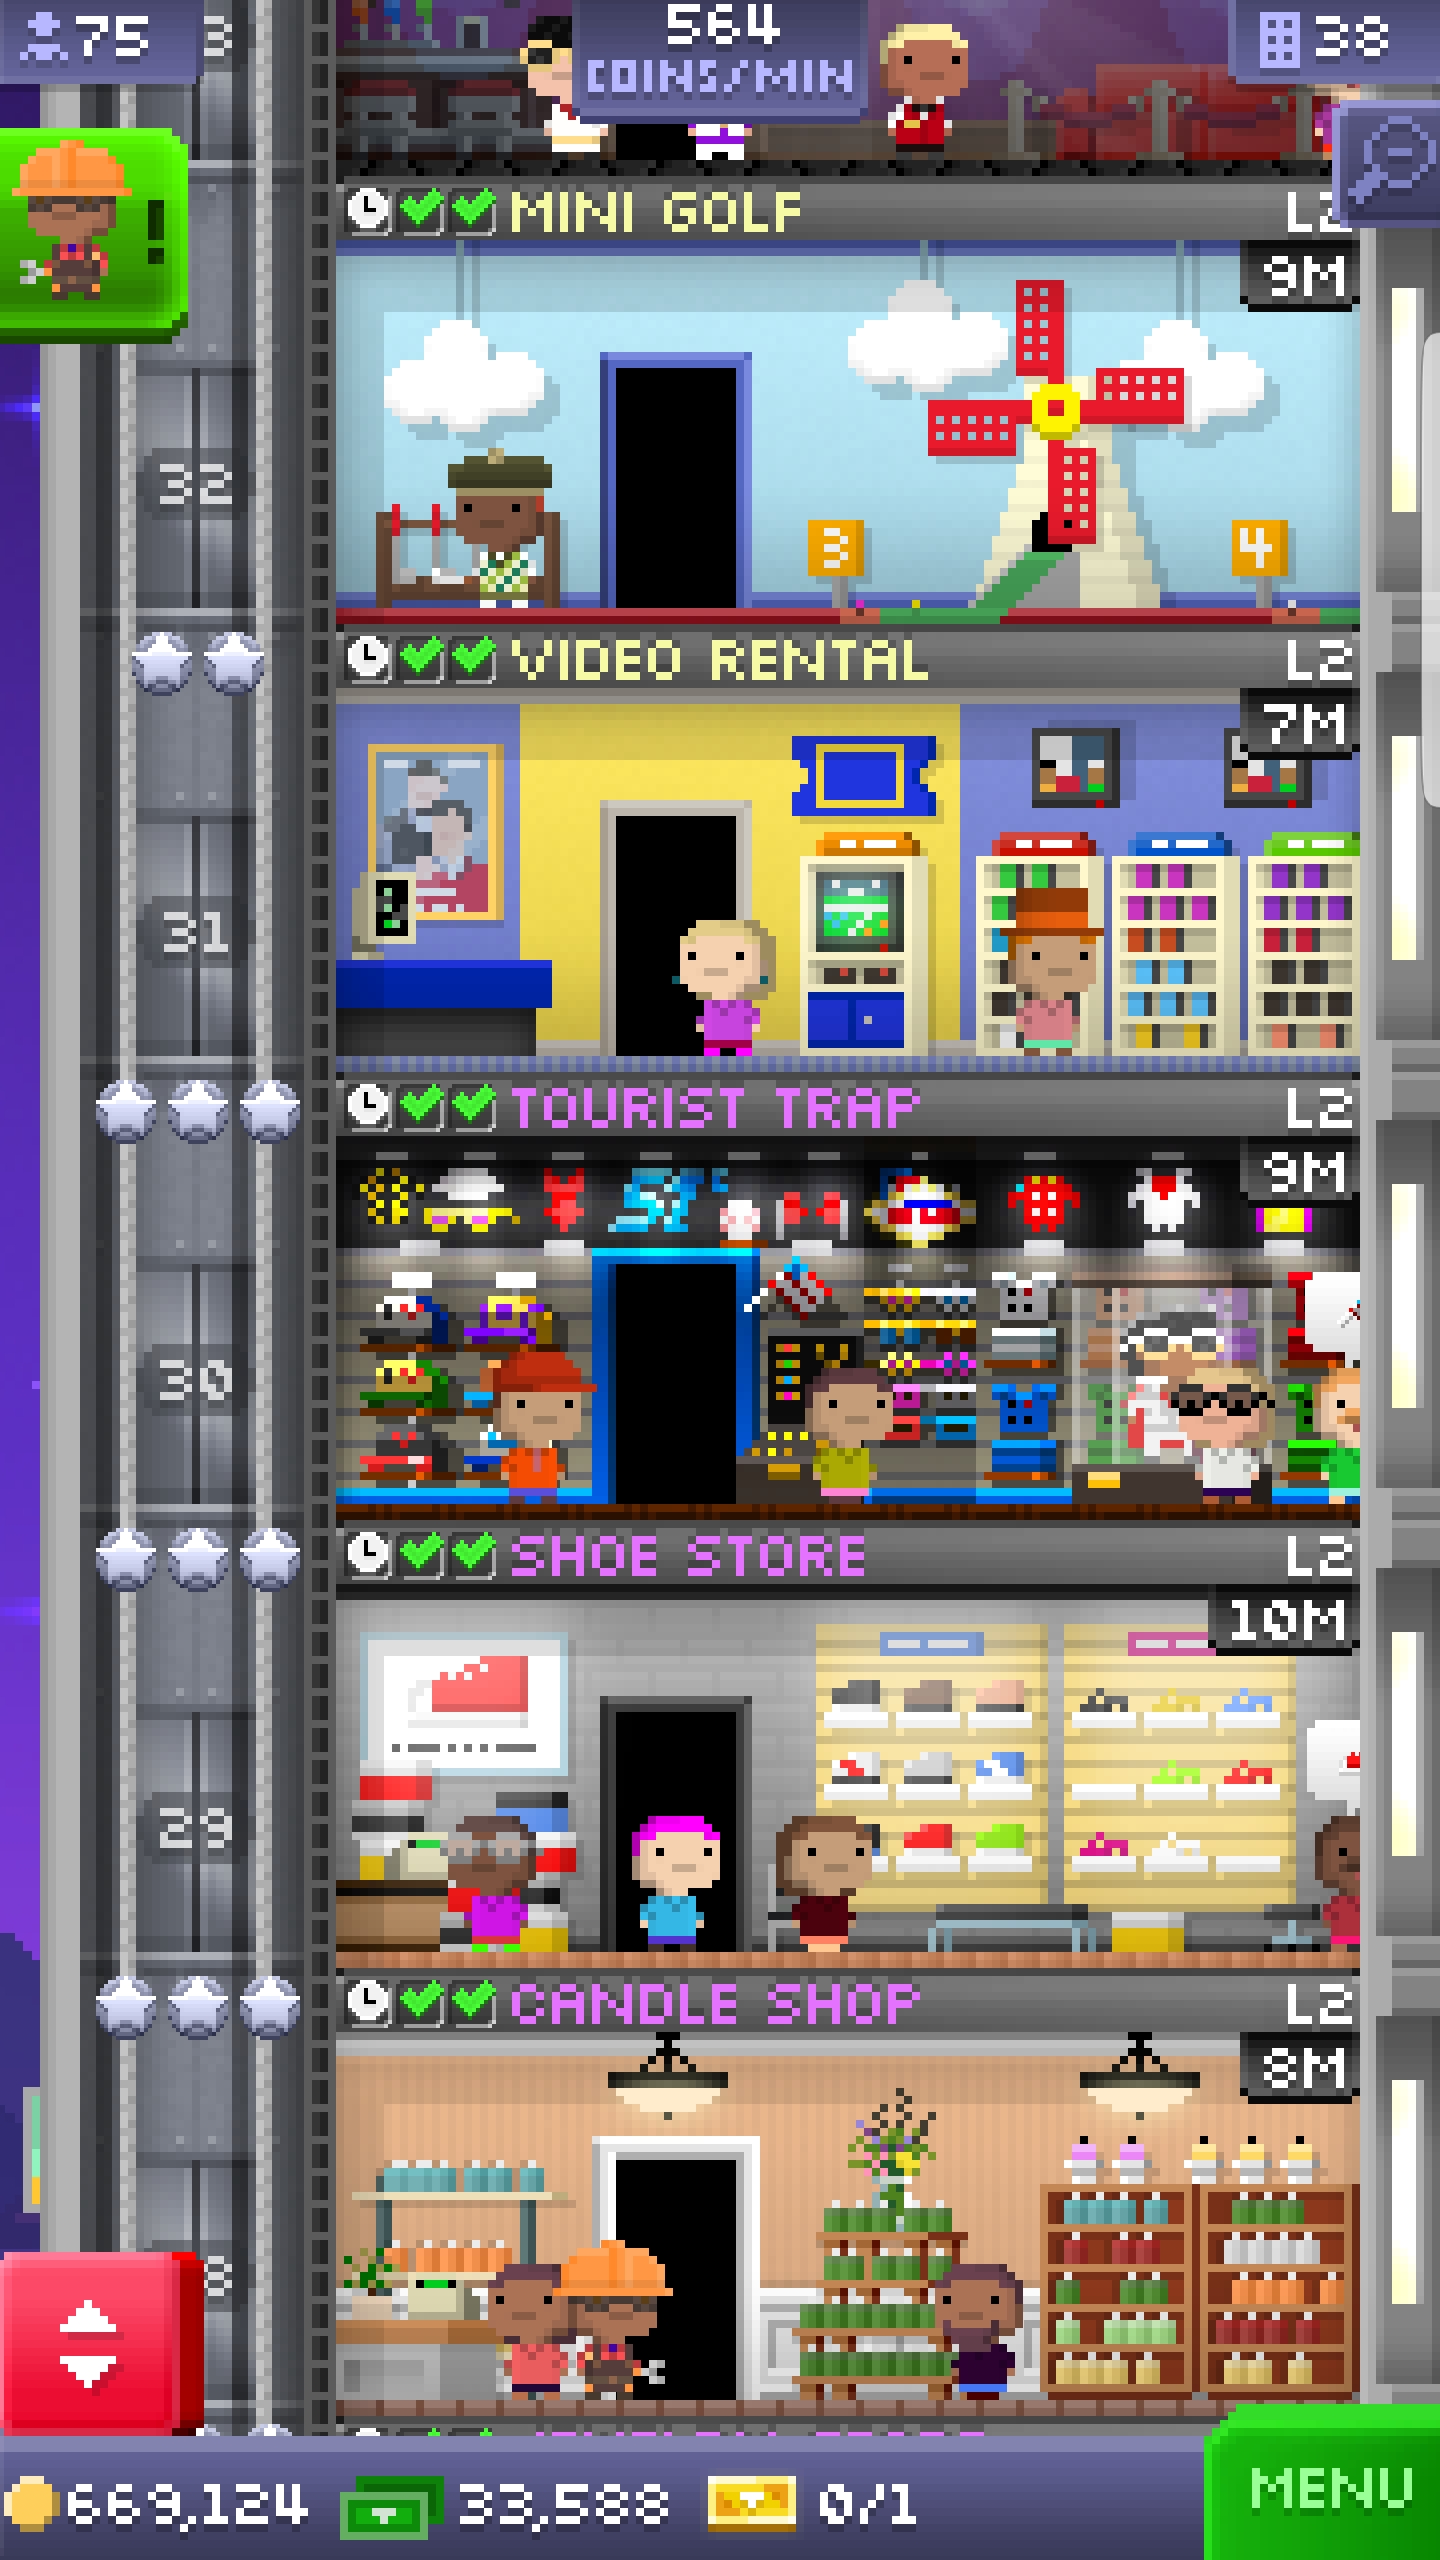 75
564
COINS/MIN
38
MINI GOLF
L2
9M
32
3
4
VIDEO RENTAL
L2
7M
31
TOURIST TRAP
L2
9M
30
51
SHOE STORE
L2
10M
29
CANDLE SHOP
L2
8M
8
669,124
33,588
0/1
MENU